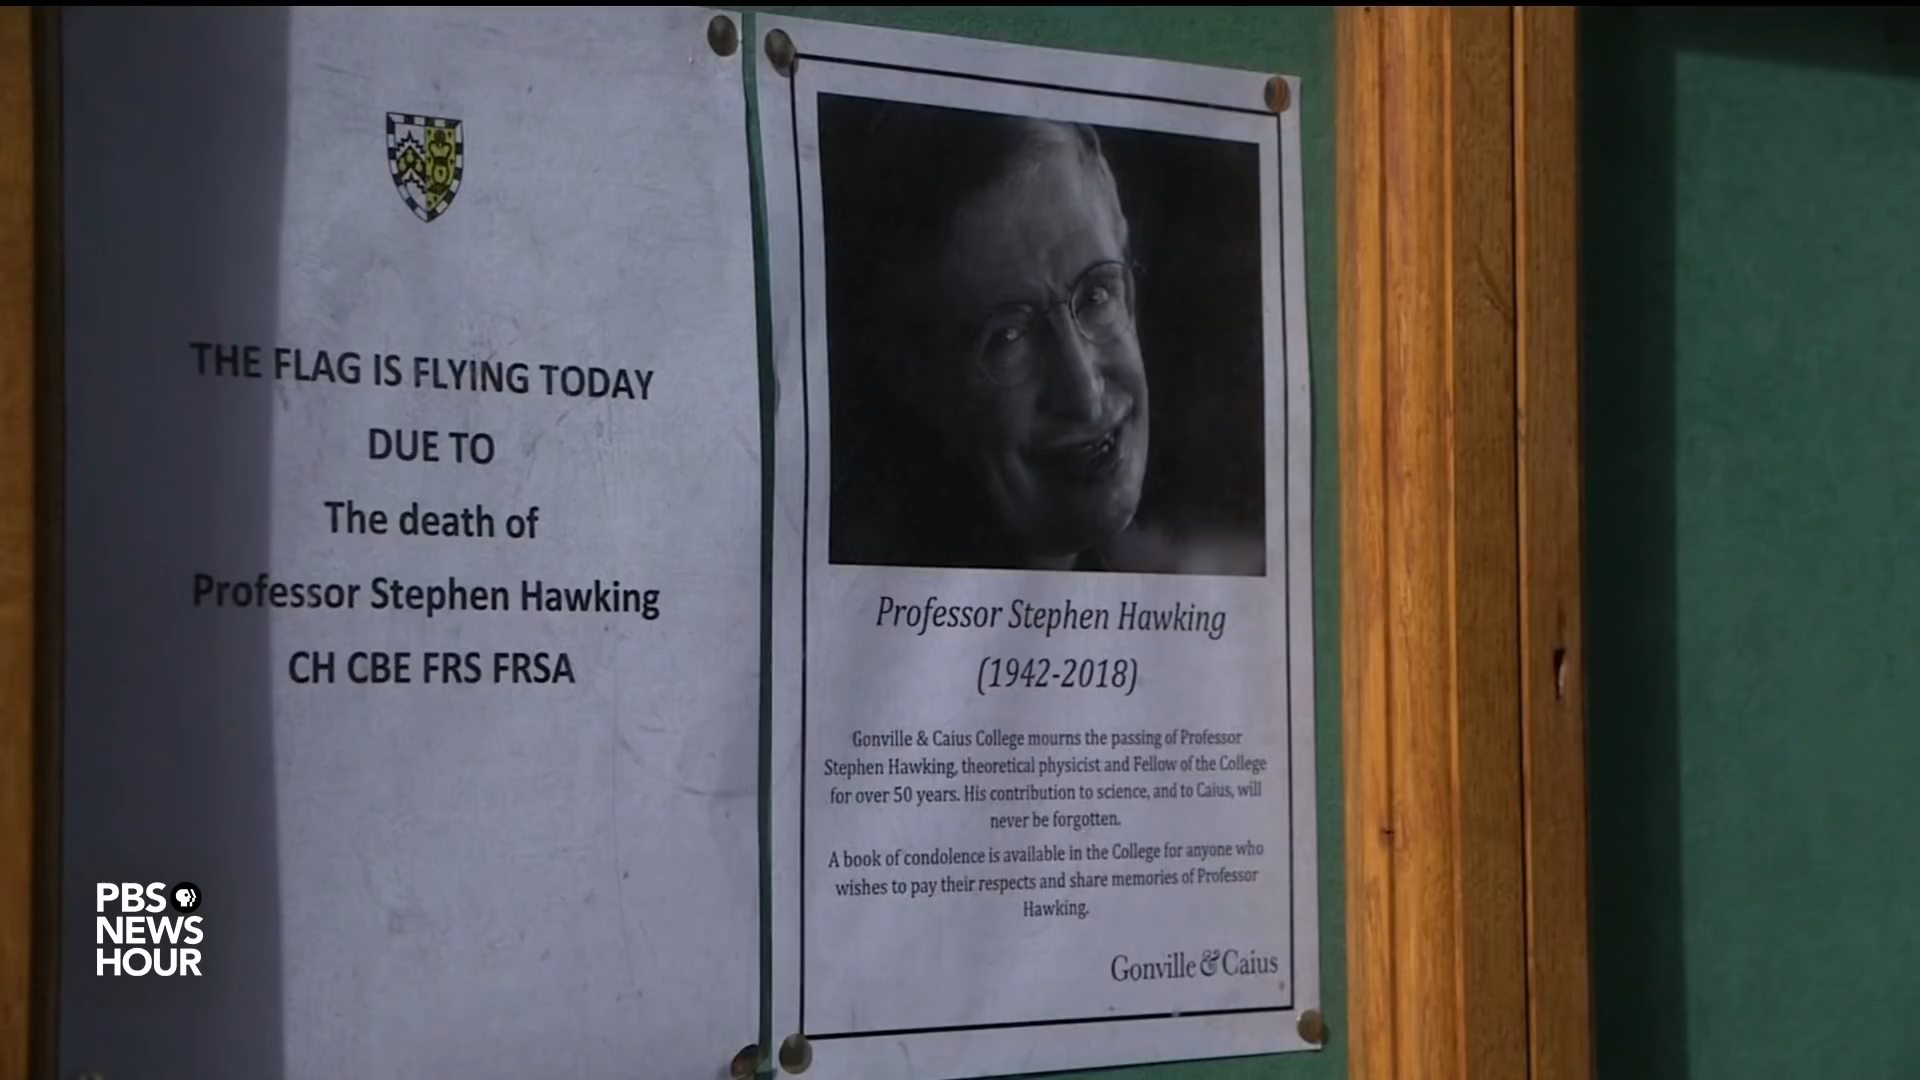 THE FLAG IS FLYING TODAY
DUE TO
The death of
Professor Stephen Hawking
CH CBE FRS FRSA
Professor Stephen Hawking
(1942-2018)
Gonville & Caius College mourns the passing of Professor
Stephen Hawking, theoretical physicist and Fellow of the College
for over 50 years. His contribution to science, and to Caius, will
never be forgotten.
A book of condolence is available in the College for anyone who
wishes to pay their respects and share memories of Professor
Hawking.
Gonville & Caius
PBS
NEWS
HOUR